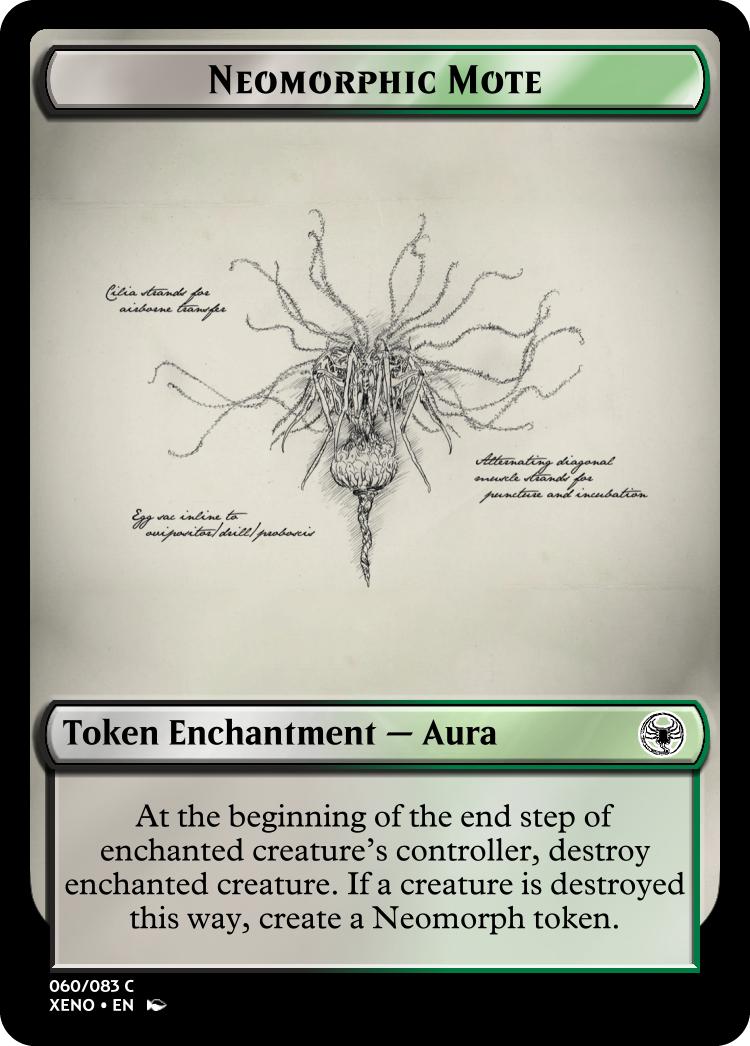 Neomorphic Mote
Cilia strands for
airborne transfer
Alternating diagonal
muscle strands for
puncture and incubation
Egg sac inline to
ovipositor/drill/proboscis
Token Enchantment — Aura
At the beginning of the end step of
enchanted creature's controller, destroy
enchanted creature. If a creature is destroyed
this way, create a Neomorph token.
060/083 C
XENO • EN